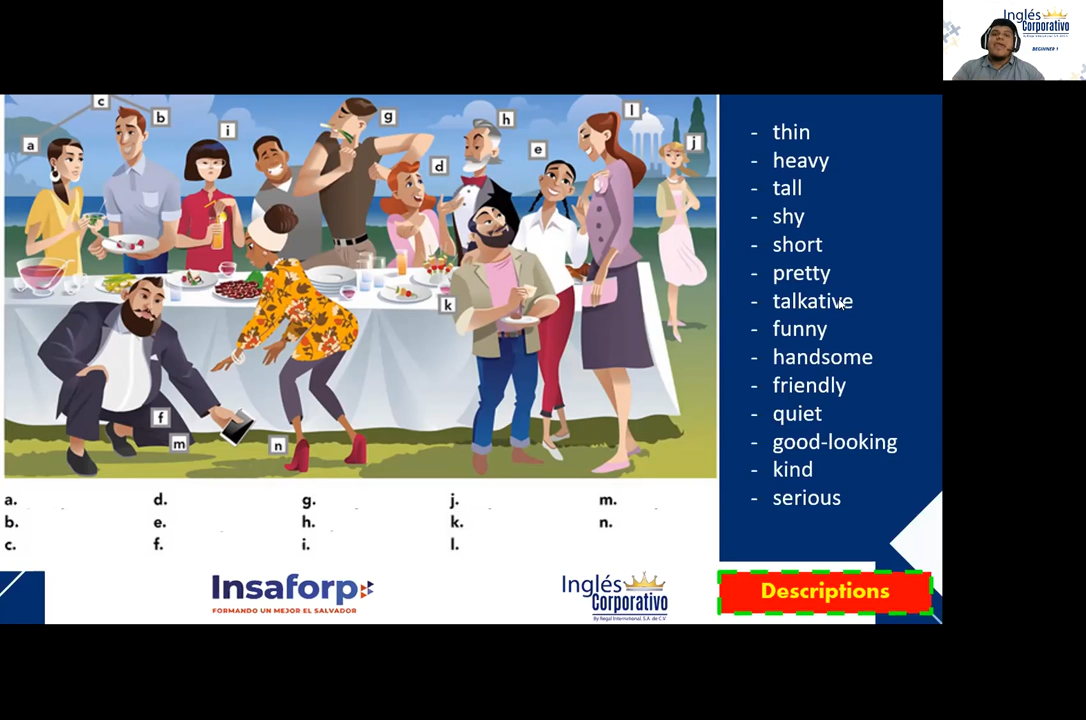 Inglés
Corporativo
BEGINNER 1
c
b
a
i
g
h
l
e
j
d
k
f
m
n
- thin
- heavy
- tall
- shy
- short
- pretty
- talkative
- funny
- handsome
- friendly
- quiet
- good-looking
- kind
- serious
a. d. g. j. m.
b. e. h. k. n.
c. f. i. l.
Insaforp
FORMANDO UN MEJOR EL SALVADOR
Inglés
Corporativo
By Regal International, S.A. de C.V.
Descriptions